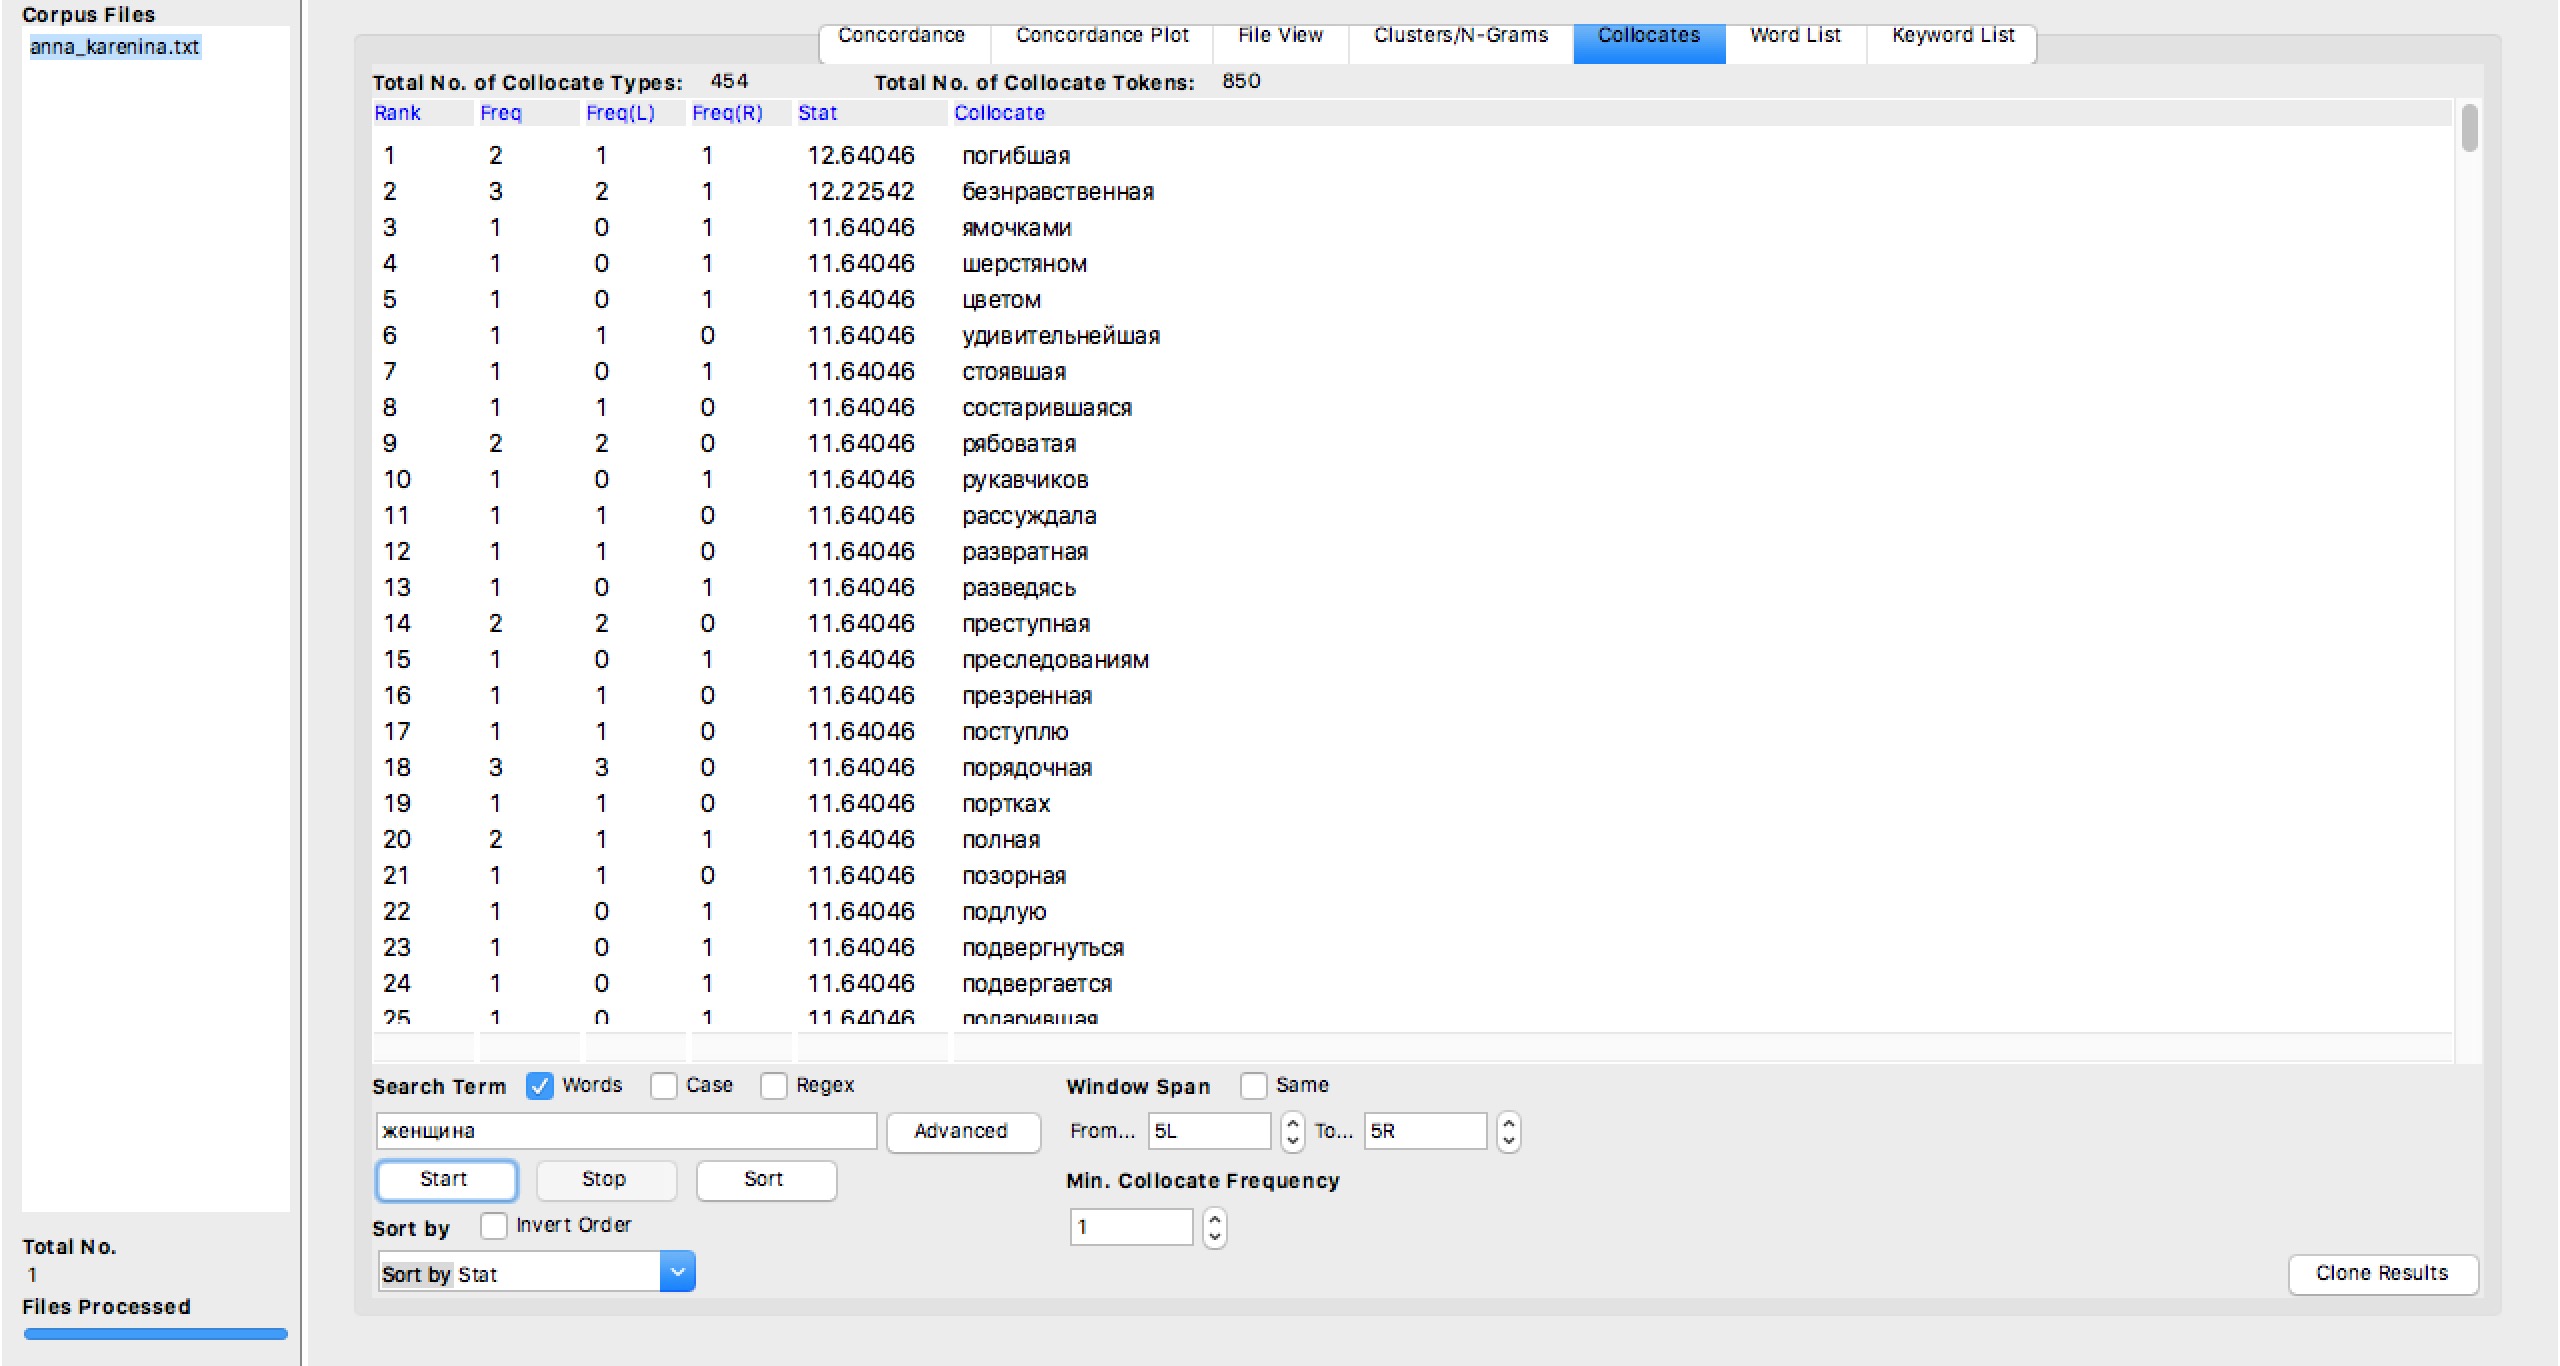 Corpus Files
anna_karenina.txt
Concordance Concordance Plot File View Clusters/N-Grams Collocates Word List Keyword List
Total No. of Collocate Types: 454 Total No. of Collocate Tokens: 850
Rank Freq Freq(L) Freq(R) Stat Collocate
1 2 1 1 12.64046 погибшая
2 3 2 1 12.22542 безнравственная
3 1 0 1 11.64046 ямочками
4 1 0 1 11.64046 шерстяном
5 1 0 1 11.64046 цветом
6 1 1 0 11.64046 удивительнейшая
7 1 0 1 11.64046 стоявшая
8 1 1 0 11.64046 состарившаяся
9 2 2 0 11.64046 рябоватая
10 1 0 1 11.64046 рукавчиков
11 1 1 0 11.64046 рассуждала
12 1 1 0 11.64046 развратная
13 1 0 1 11.64046 разведясь
14 2 2 0 11.64046 преступная
15 1 0 1 11.64046 преследованиям
16 1 1 0 11.64046 презренная
17 1 1 0 11.64046 поступлю
18 3 3 0 11.64046 порядочная
19 1 1 0 11.64046 портках
20 2 1 1 11.64046 полная
21 1 1 0 11.64046 позорная
22 1 0 1 11.64046 подлую
23 1 0 1 11.64046 подвергнуться
24 1 0 1 11.64046 подвергается
25 1 0 1 11.64046 подарившая
Search Term Words Case Regex Window Span Same
женщина Advanced From... 5L To... 5R
Start Stop Sort Min. Collocate Frequency
Sort by Invert Order 1
Sort by Stat Clone Results
Total No.
1
Files Processed